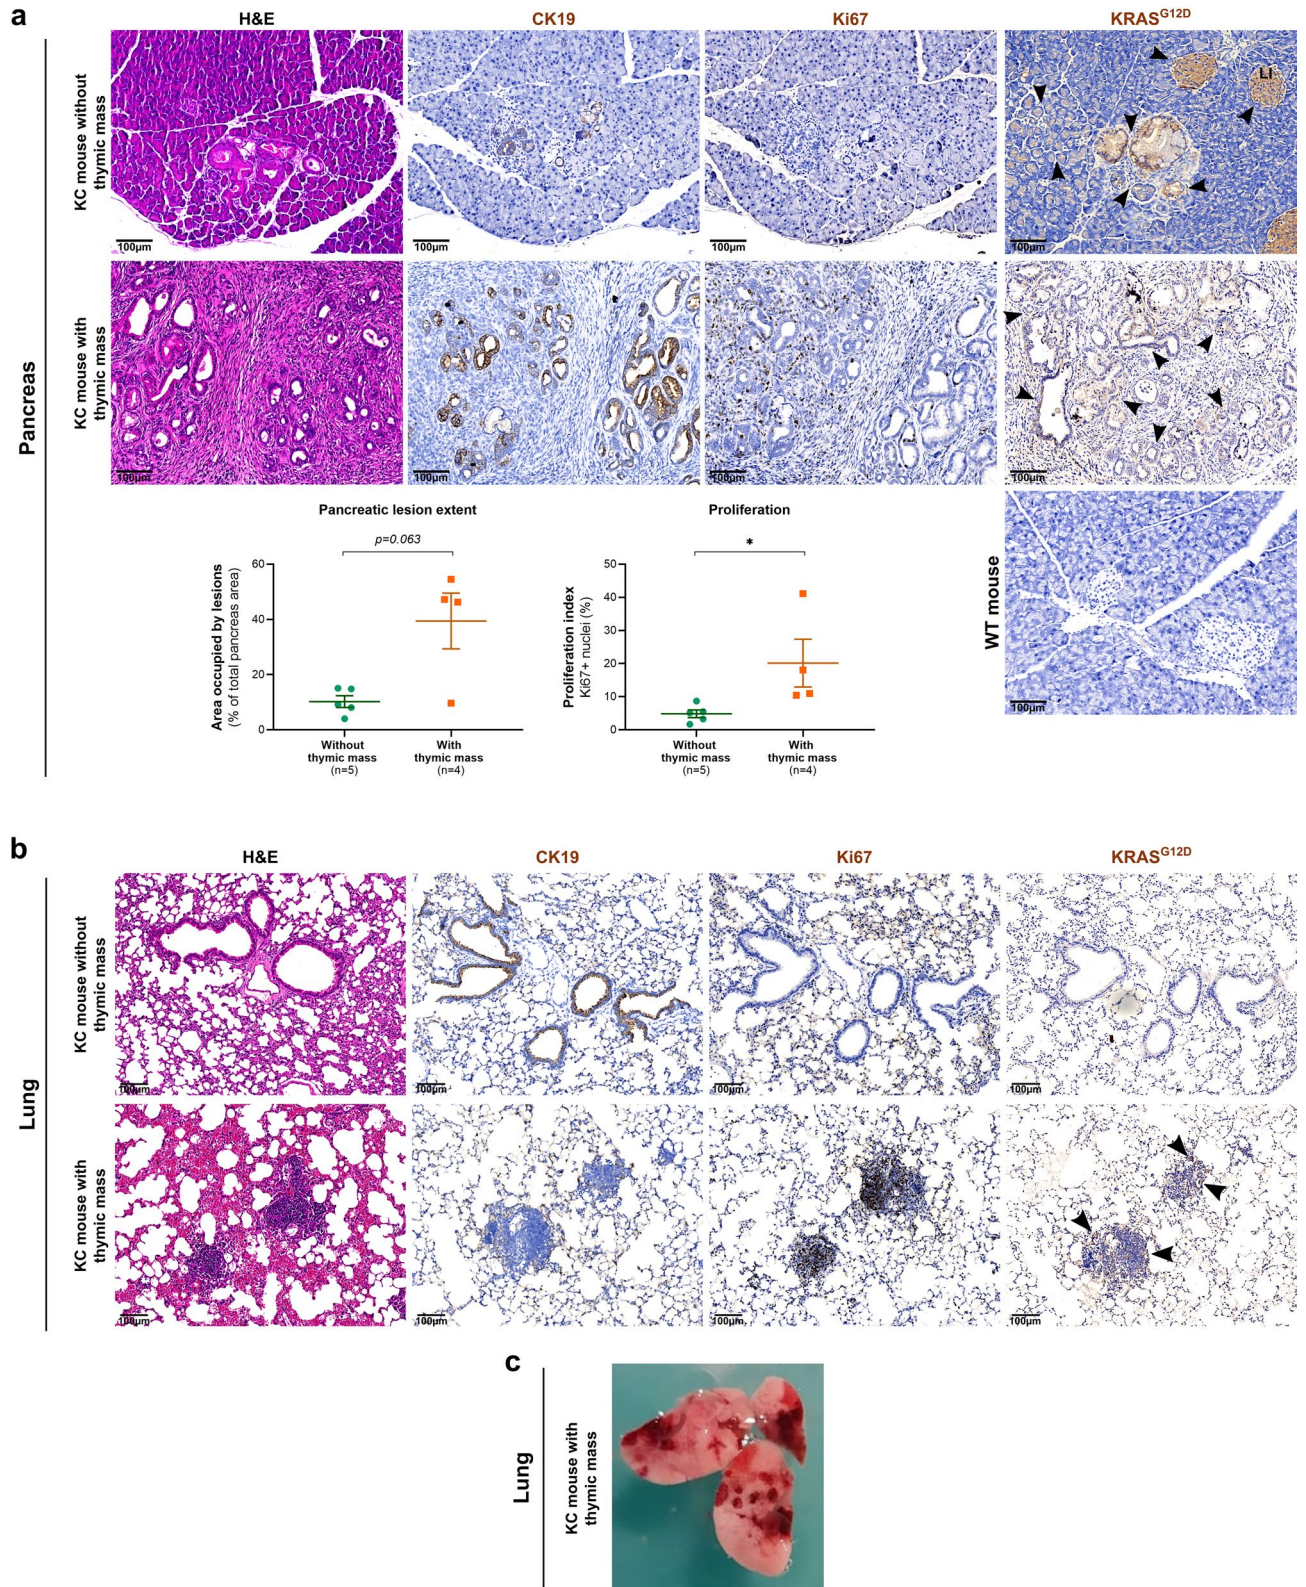 a
H&E
CK19
Ki67
KRASG12D
Pancreas
KC mouse without
thymic mass
LI
100µm
100µm
100µm
100µm
KC mouse with
thymic mass
100µm
100µm
100µm
100µm
WT mouse
100µm
Pancreatic lesion extent
p=0.063
Area occupied by lesions
(% of total pancreas area)
60
40
20
0
Without
thymic mass
(n=5)
With
thymic mass
(n=4)
Proliferation
*
Proliferation index
Ki67+ nuclei (%)
50
40
30
20
10
0
Without
thymic mass
(n=5)
With
thymic mass
(n=4)
b
H&E
CK19
Ki67
KRASG12D
Lung
KC mouse without
thymic mass
100µm
100µm
100µm
100µm
KC mouse with
thymic mass
100µm
100µm
100µm
100µm
c
Lung
KC mouse with
thymic mass